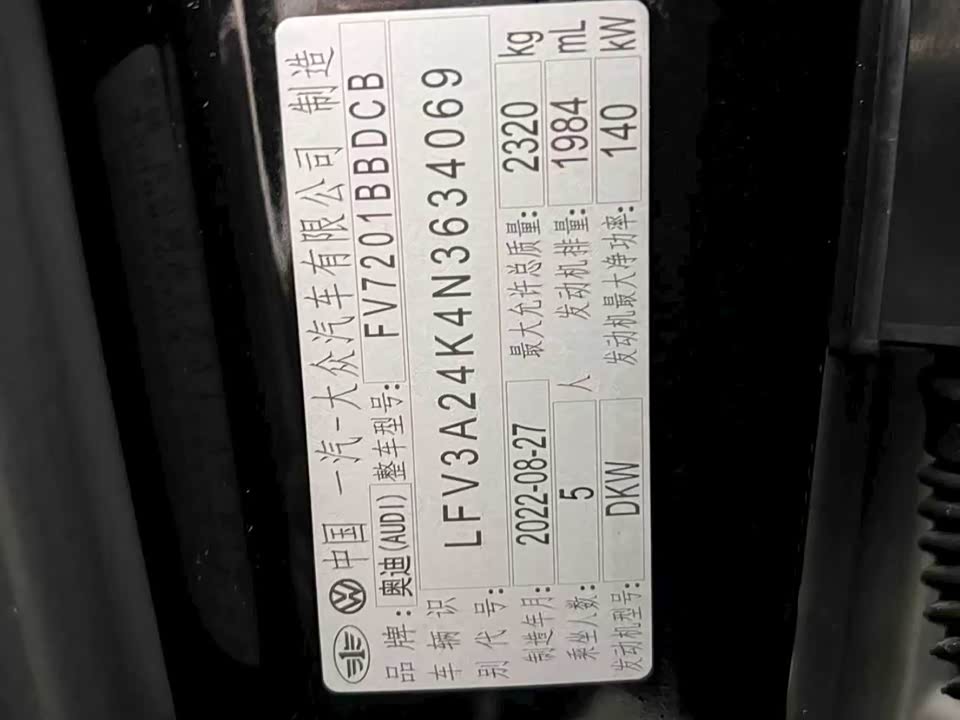 中国 一汽-大众汽车有限公司 制造
品牌: 奥迪(AUDI) 整车型号: FV7201BBDCB
车辆识别代号: LFV3A24K4N3634069
制造年月: 2022-08-27 最大允许总质量: 2320 kg
乘坐人数: 5 人 发动机排量: 1984 mL
发动机型号: DKW 发动机最大净功率: 140 kW